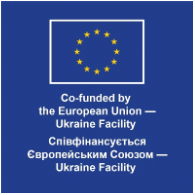 Co-funded by
the European Union —
Ukraine Facility
Співфінансується
Європейським Союзом —
Ukraine Facility